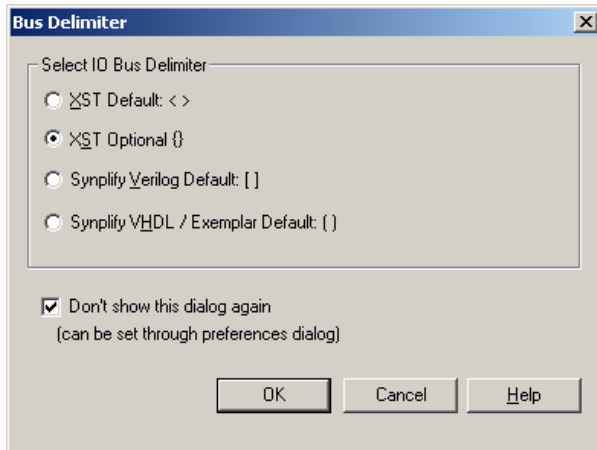 Bus Delimiter
Select IO Bus Delimiter
XST Default: < >
XST Optional {}
Synplify Verilog Default: [ ]
Synplify VHDL / Exemplar Default: ( )
Don't show this dialog again
(can be set through preferences dialog)
OK Cancel Help